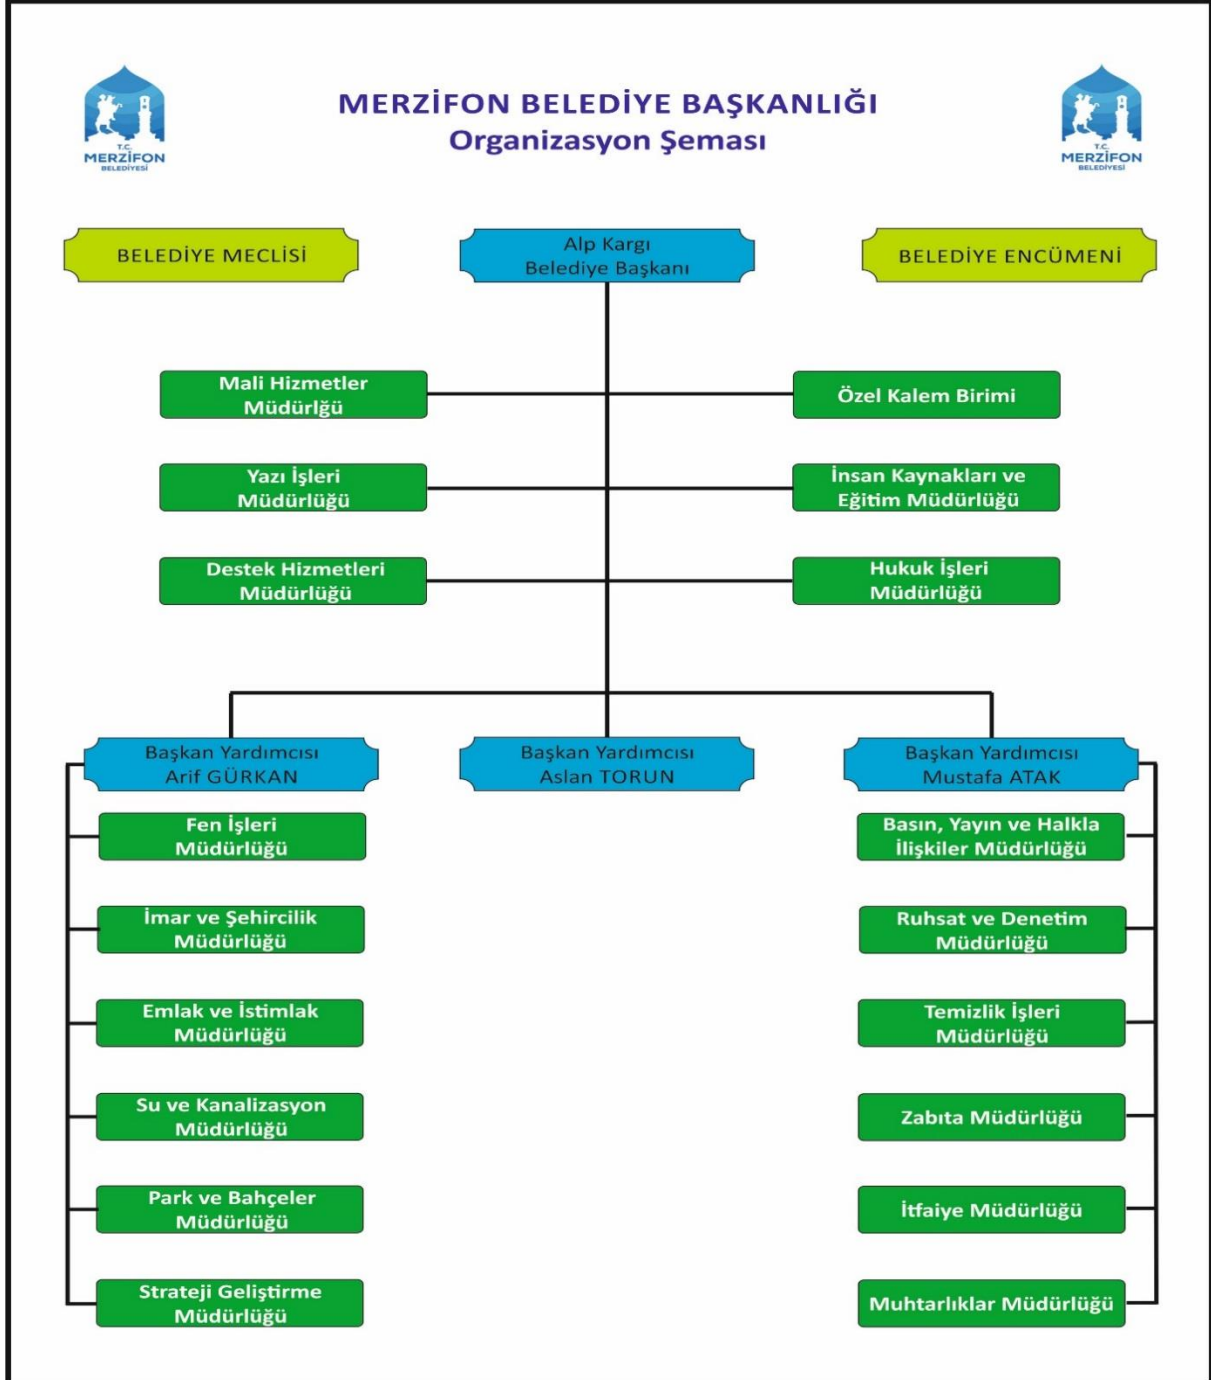 MERZİFON BELEDİYE BAŞKANLIĞI
Organizasyon Şeması
T.C.
MERZİFON
BELEDİYESİ
T.C.
MERZİFON
BELEDİYESİ
BELEDİYE MECLİSİ
Alp Kargı
Belediye Başkanı
BELEDİYE ENCÜMENİ
Mali Hizmetler
Müdürlğü
Özel Kalem Birimi
Yazı İşleri
Müdürlüğü
İnsan Kaynakları ve
Eğitim Müdürlüğü
Destek Hizmetleri
Müdürlüğü
Hukuk İşleri
Müdürlüğü
Başkan Yardımcısı
Arif GÜRKAN
Başkan Yardımcısı
Aslan TORUN
Başkan Yardımcısı
Mustafa ATAK
Fen İşleri
Müdürlüğü
İmar ve Şehircilik
Müdürlüğü
Emlak ve İstimlak
Müdürlüğü
Su ve Kanalizasyon
Müdürlüğü
Park ve Bahçeler
Müdürlüğü
Strateji Geliştirme
Müdürlüğü
Basın, Yayın ve Halkla
İlişkiler Müdürlüğü
Ruhsat ve Denetim
Müdürlüğü
Temizlik İşleri
Müdürlüğü
Zabıta Müdürlüğü
İtfaiye Müdürlüğü
Muhtarlıklar Müdürlüğü